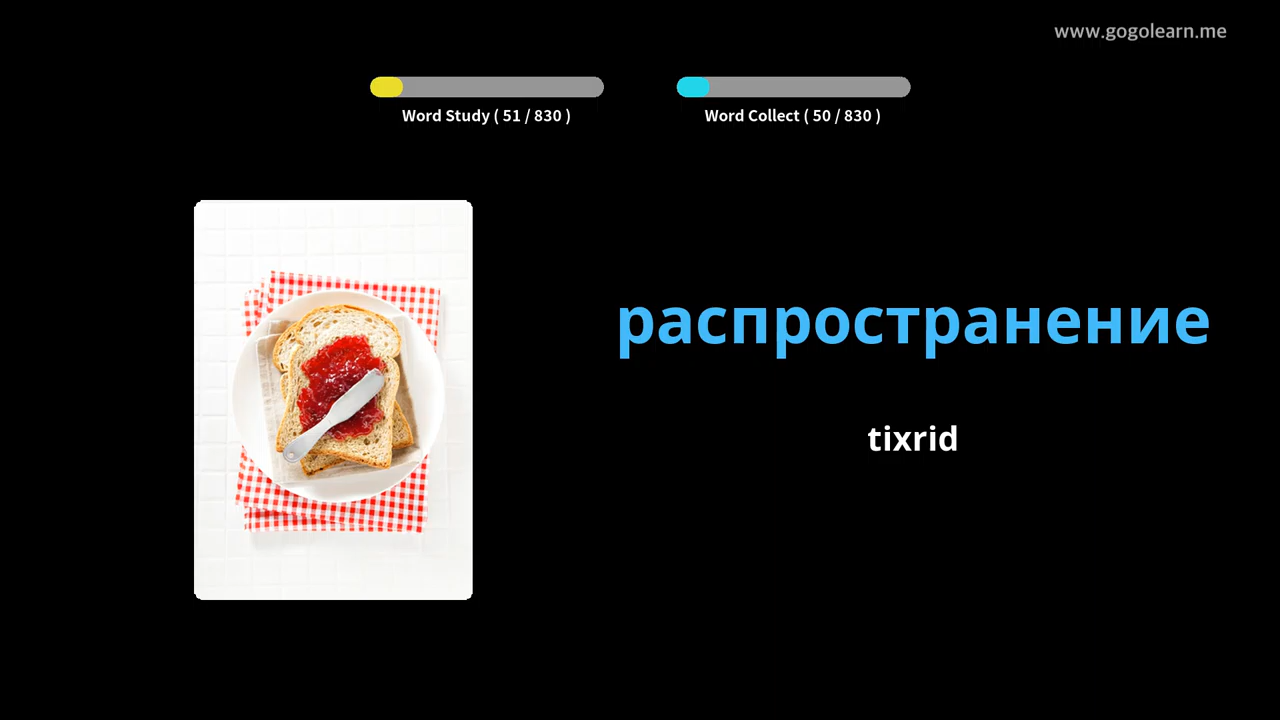 www.gogolearn.me
Word Study ( 51 / 830 )
Word Collect ( 50 / 830 )
распространение
tixrid